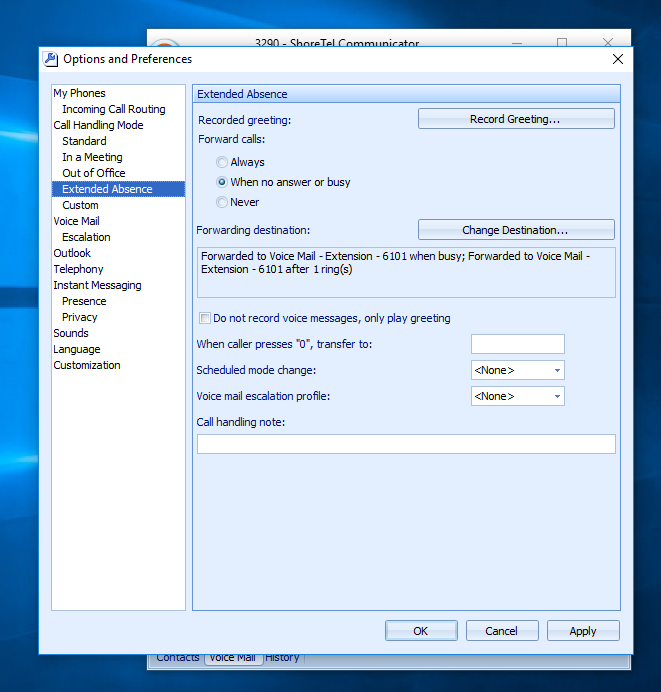 3290 - ShoreTel Communicator
Options and Preferences
My Phones
Incoming Call Routing
Call Handling Mode
Standard
In a Meeting
Out of Office
Extended Absence
Custom
Voice Mail
Escalation
Outlook
Telephony
Instant Messaging
Presence
Privacy
Sounds
Language
Customization
Extended Absence
Recorded greeting:
Record Greeting...
Forward calls:
Always
When no answer or busy
Never
Forwarding destination:
Change Destination...
Forwarded to Voice Mail - Extension - 6101 when busy; Forwarded to Voice Mail -
Extension - 6101 after 1 ring(s)
Do not record voice messages, only play greeting
When caller presses "0", transfer to:
Scheduled mode change:
<None>
Voice mail escalation profile:
<None>
Call handling note:
OK
Cancel
Apply
Contacts
Voice Mail
History